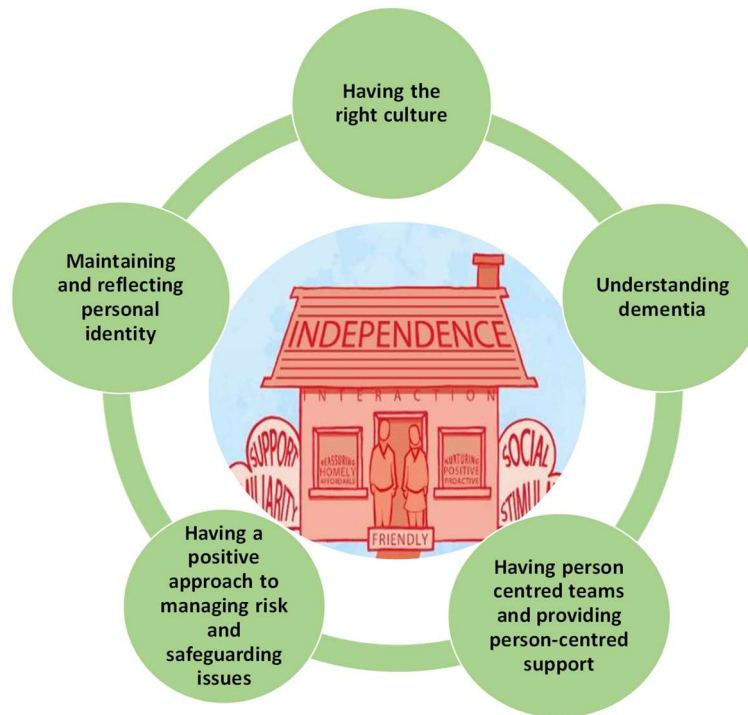 Having the
right culture
Understanding
dementia
Having person
centred teams
and providing
person-centred
support
Having a
positive
approach to
managing risk
and
safeguarding
issues
Maintaining
and reflecting
personal
identity
INDEPENDENCE
INTERACTION
SUPPORT
REASSURING
HOMELY
AFFORDABLE
NURTURING
POSITIVE
PROACTIVE
SOCIAL
FRIENDLY